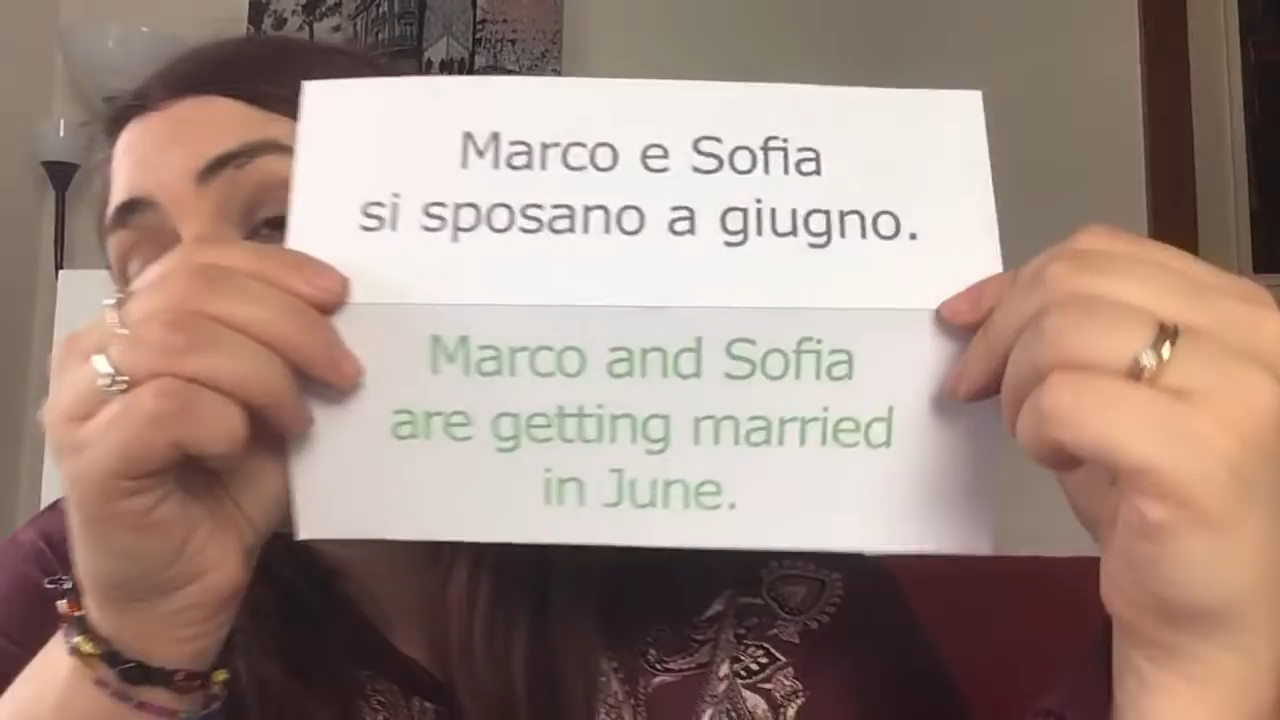 Marco e Sofia
si sposano a giugno.
Marco and Sofia
are getting married
in June.